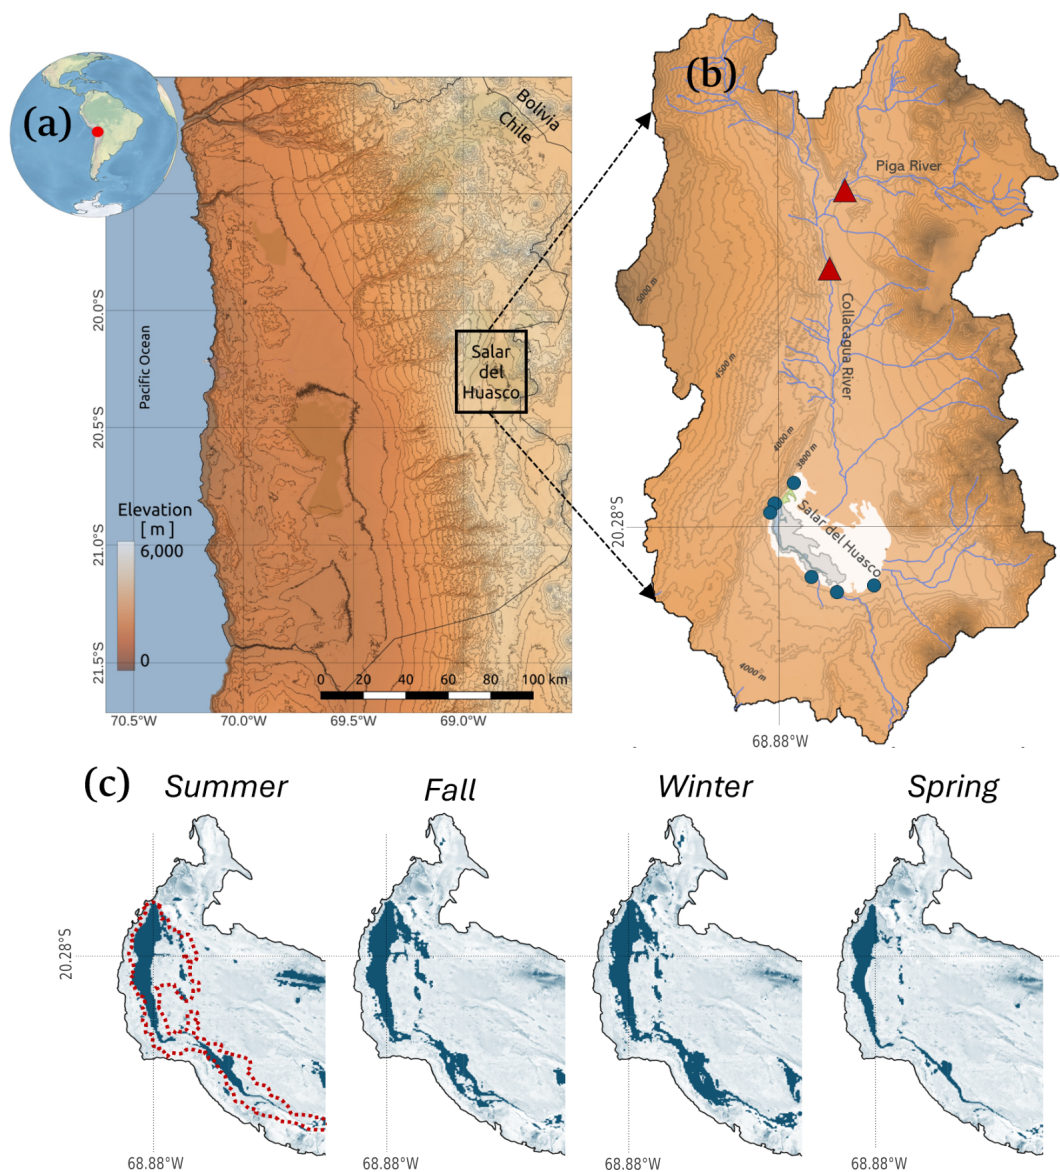 (a)
Bolivia
Chile
20.0°S
20.5°S
21.0°S
21.5°S
Pacific Ocean
Salar
del
Huasco
Elevation
[ m ]
6,000
0
0 20 40 60 80 100 km
70.5°W 70.0°W 69.5°W 69.0°W
(b)
Piga River
5000 m
Collacagua River
4500 m
4000 m
3800 m
20.28°S
Salar del Huasco
4000 m
68.88°W
(c)
Summer Fall Winter Spring
20.28°S
68.88°W 68.88°W 68.88°W 68.88°W